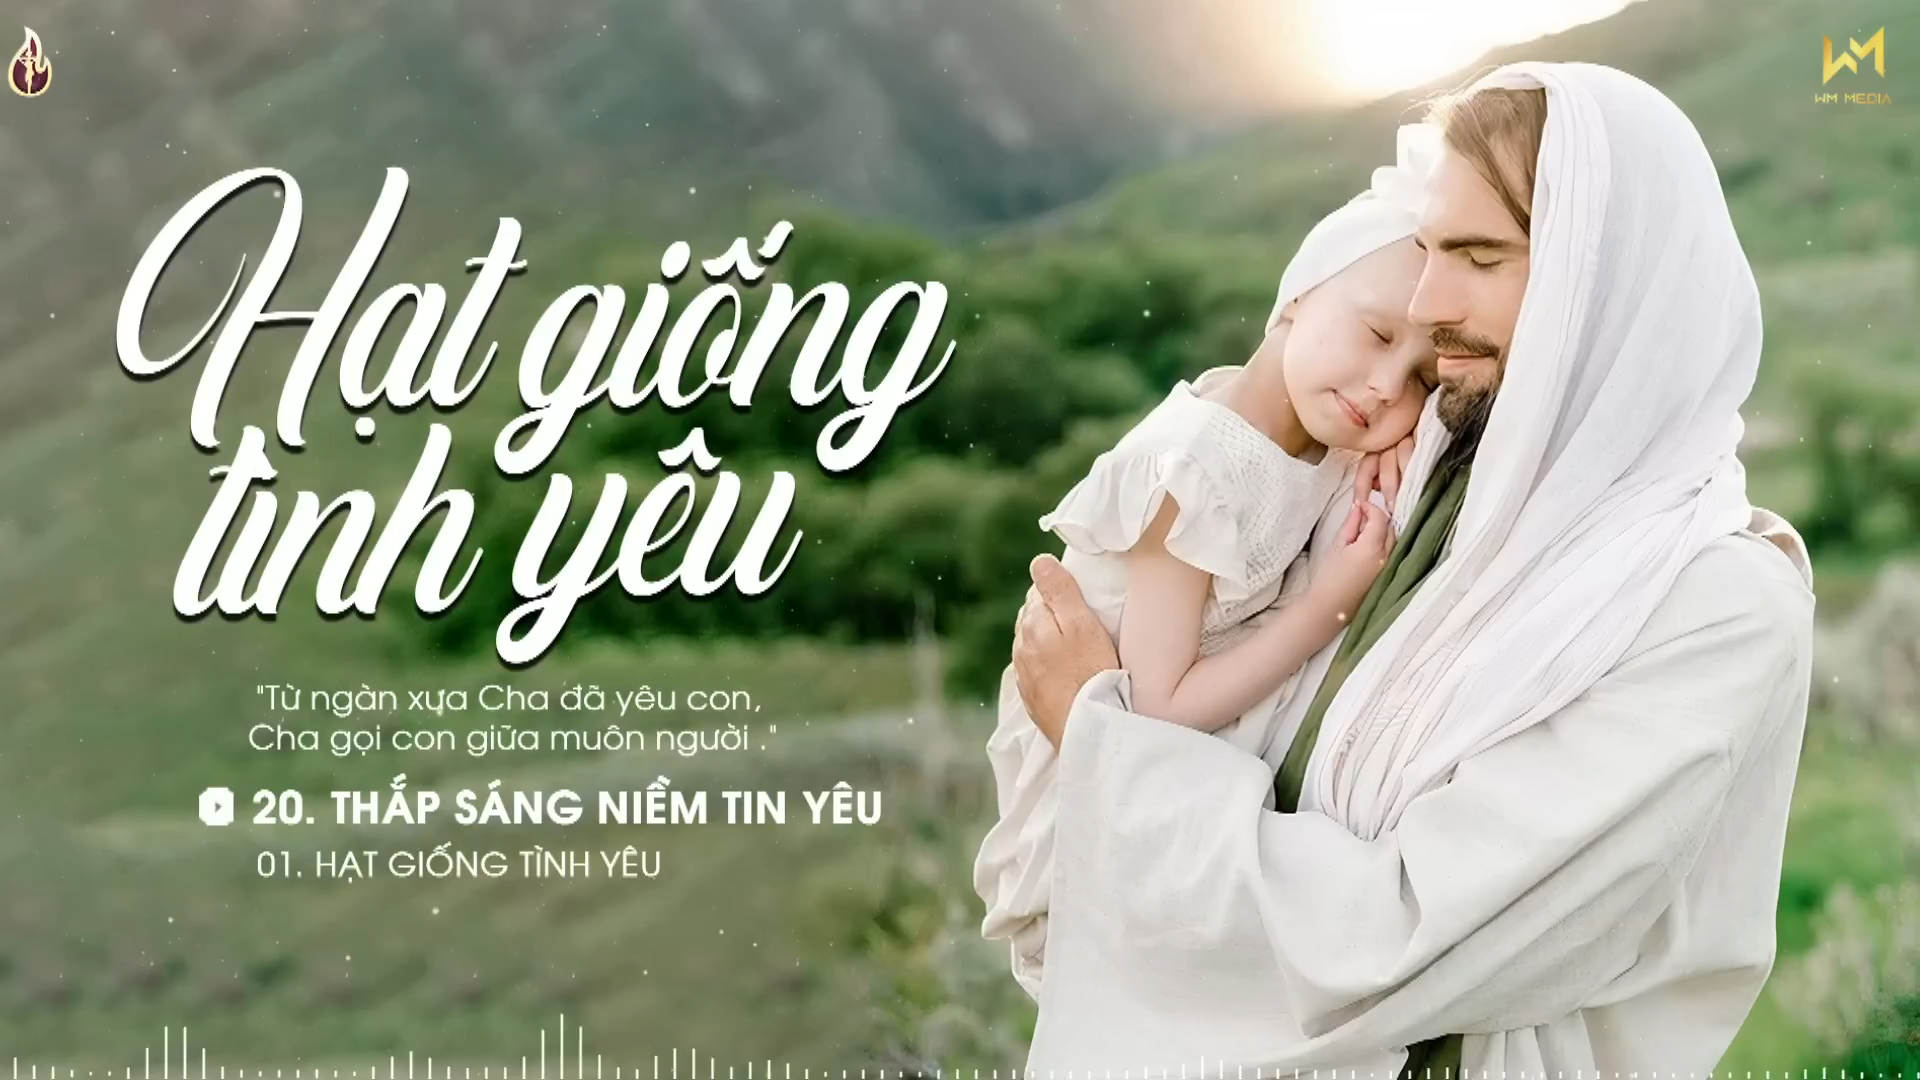 WM MEDIA
Hạt giống
tình yêu
"Từ ngàn xưa Cha đã yêu con,
Cha gọi con giữa muôn người ."
20. THẮP SÁNG NIỀM TIN YÊU
01. HẠT GIỐNG TÌNH YÊU